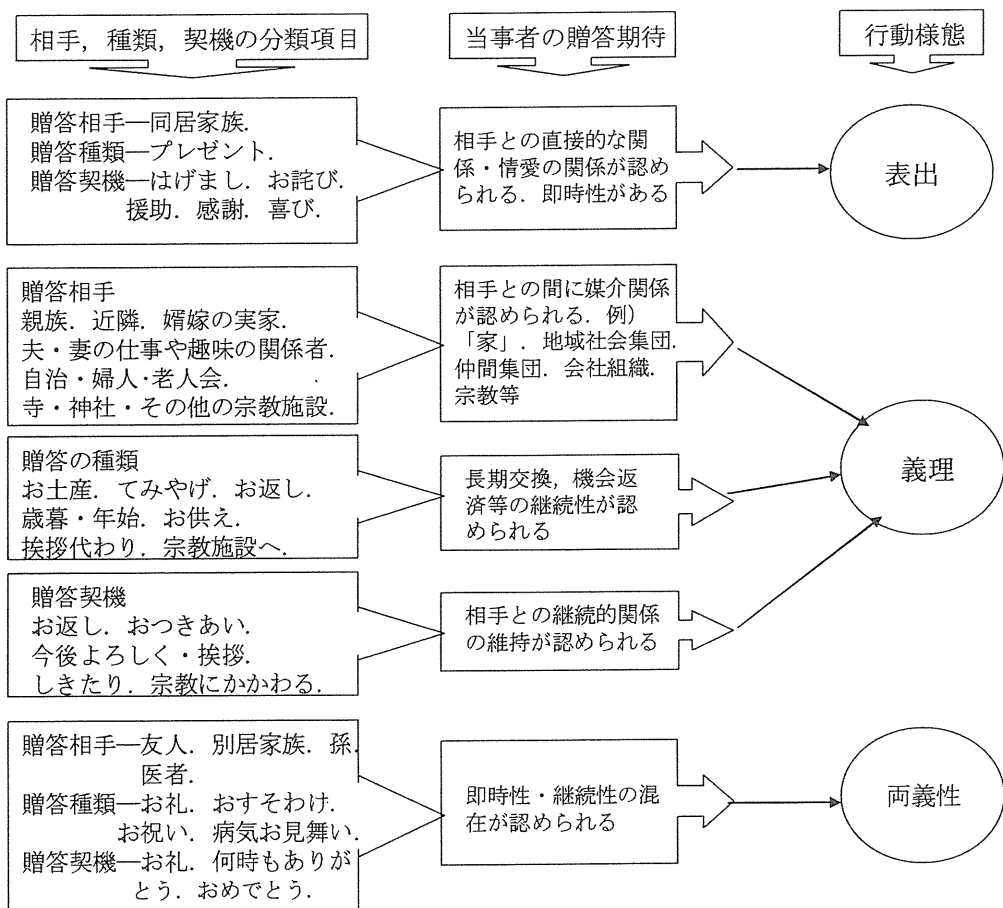 相手，種類，契機の分類項目
当事者の贈答期待
行動様態
贈答相手―同居家族．
贈答種類―プレゼント．
贈答契機―はげまし．お詫び．
援助．感謝．喜び．
相手との直接的な関
係・情愛の関係が認め
られる．即時性がある
表出
贈答相手
親族．近隣．婿嫁の実家．
夫・妻の仕事や趣味の関係者．
自治・婦人・老人会．
寺・神社・その他の宗教施設．
相手との間に媒介関係
が認められる．例）
「家」．地域社会集団．
仲間集団．会社組織．
宗教等
贈答の種類
お土産．てみやげ．お返し．
歳暮・年始．お供え．
挨拶代わり．宗教施設へ．
長期交換，機会返
済等の継続性が認
められる
義理
贈答契機
お返し．おつきあい．
今後よろしく・挨拶．
しきたり．宗教にかかわる．
相手との継続的関係
の維持が認められる
贈答相手―友人．別居家族．孫．
医者．
贈答種類―お礼．おすそわけ．
お祝い．病気お見舞い．
贈答契機―お礼．何時もありが
とう．おめでとう．
即時性・継続性の混
在が認められる
両義性